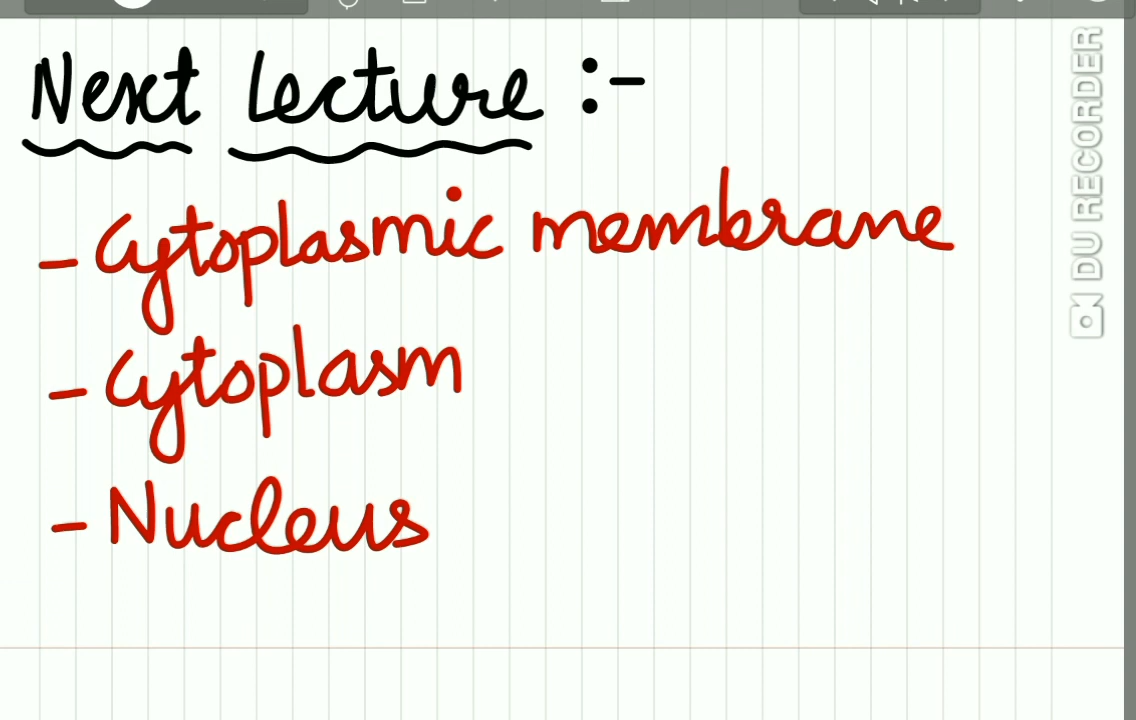 Next Lecture :-
- Cytoplasmic membrane
- Cytoplasm
- Nucleus
DU RECORDER